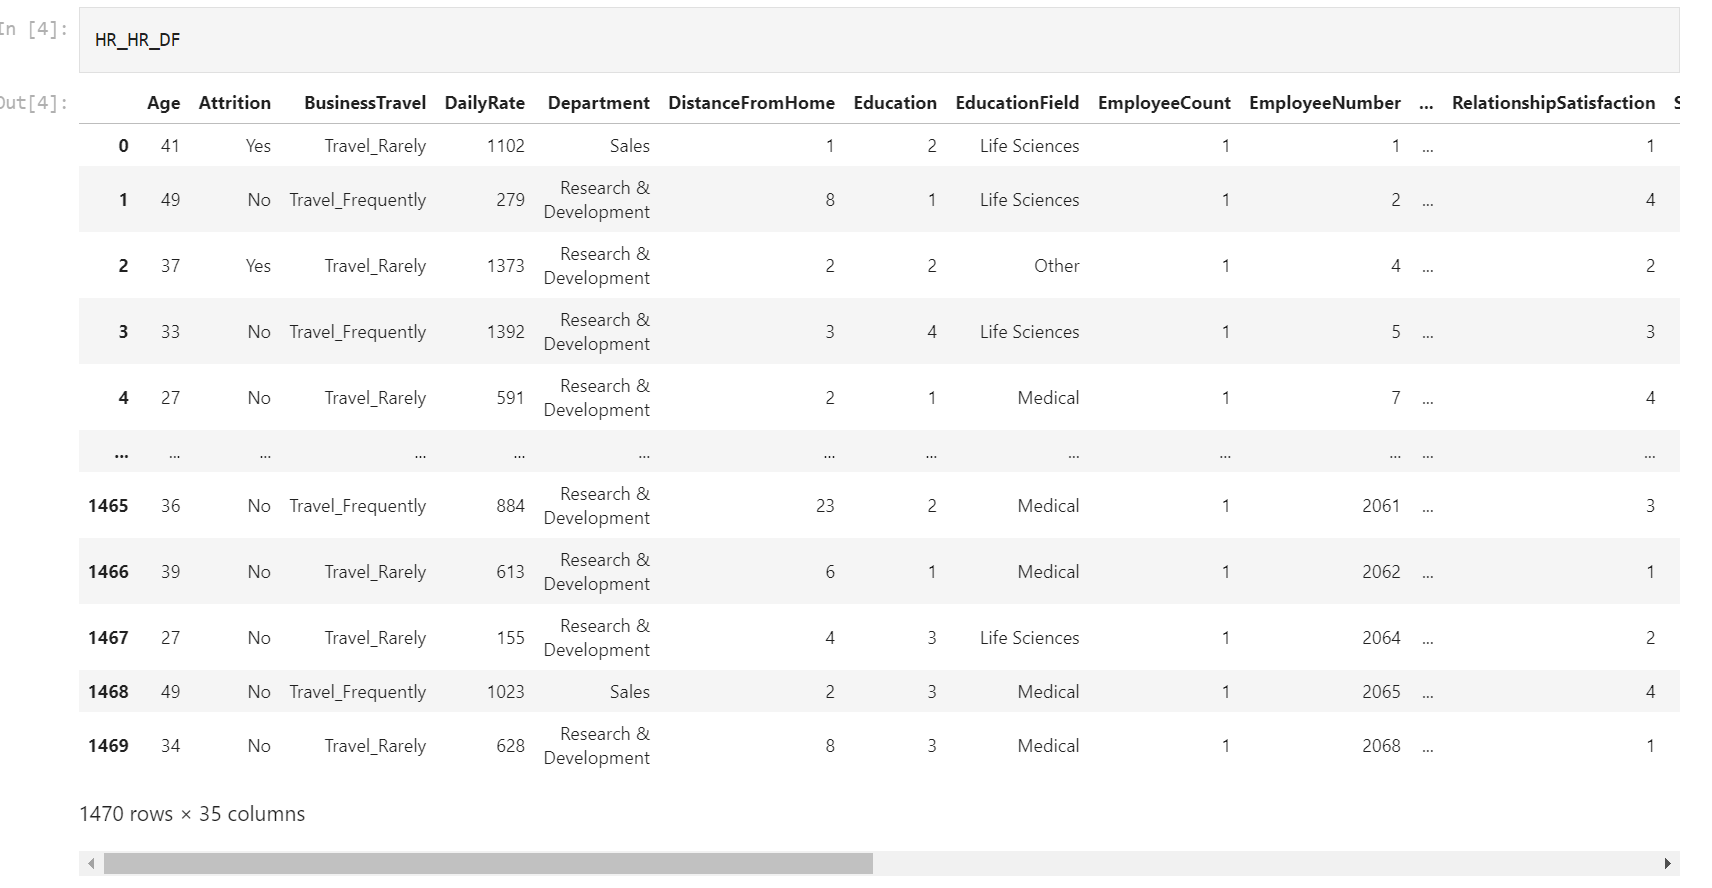 In [4]:
HR_HR_DF
Out[4]:
Age Attrition BusinessTravel DailyRate Department DistanceFromHome Education EducationField EmployeeCount EmployeeNumber ... RelationshipSatisfaction S
0 41 Yes Travel_Rarely 1102 Sales 1 2 Life Sciences 1 1 ... 1
1 49 No Travel_Frequently 279 Research & Development 8 1 Life Sciences 1 2 ... 4
2 37 Yes Travel_Rarely 1373 Research & Development 2 2 Other 1 4 ... 2
3 33 No Travel_Frequently 1392 Research & Development 3 4 Life Sciences 1 5 ... 3
4 27 No Travel_Rarely 591 Research & Development 2 1 Medical 1 7 ... 4
... ... ... ... ... ... ... ... ... ... ... ... ...
1465 36 No Travel_Frequently 884 Research & Development 23 2 Medical 1 2061 ... 3
1466 39 No Travel_Rarely 613 Research & Development 6 1 Medical 1 2062 ... 1
1467 27 No Travel_Rarely 155 Research & Development 4 3 Life Sciences 1 2064 ... 2
1468 49 No Travel_Frequently 1023 Sales 2 3 Medical 1 2065 ... 4
1469 34 No Travel_Rarely 628 Research & Development 8 3 Medical 1 2068 ... 1
1470 rows × 35 columns